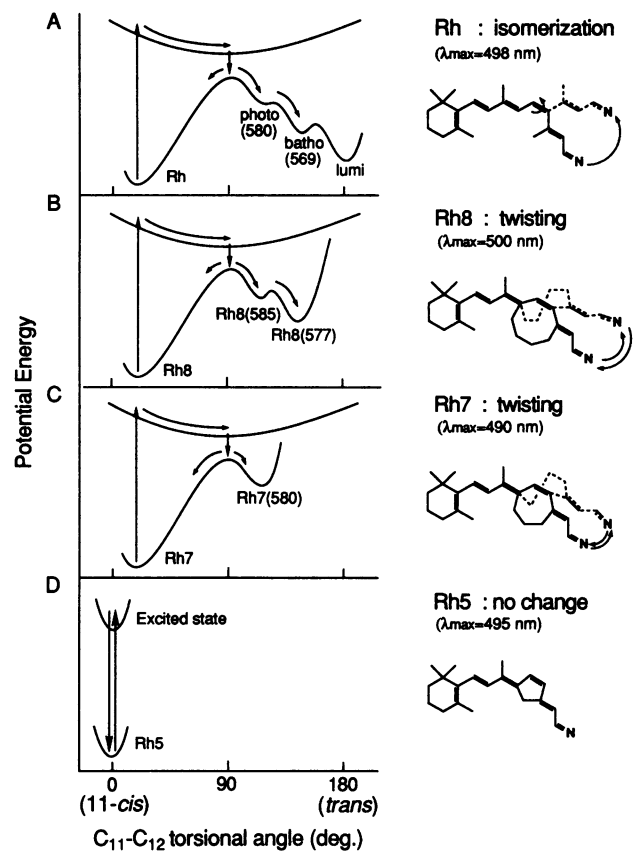 A
photo
(580)
batho
(569)
lumi
Rh
Rh : isomerization
(λmax=498 nm)
N
N
B
Rh8(585)
Rh8(577)
Rh8
Rh8 : twisting
(λmax=500 nm)
N
N
C
Rh7(580)
Rh7
Rh7 : twisting
(λmax=490 nm)
N
N
D
Excited state
Rh5
Rh5 : no change
(λmax=495 nm)
N
Potential Energy
0
90
180
(11-cis)
(trans)
C₁₁-C₁₂ torsional angle (deg.)